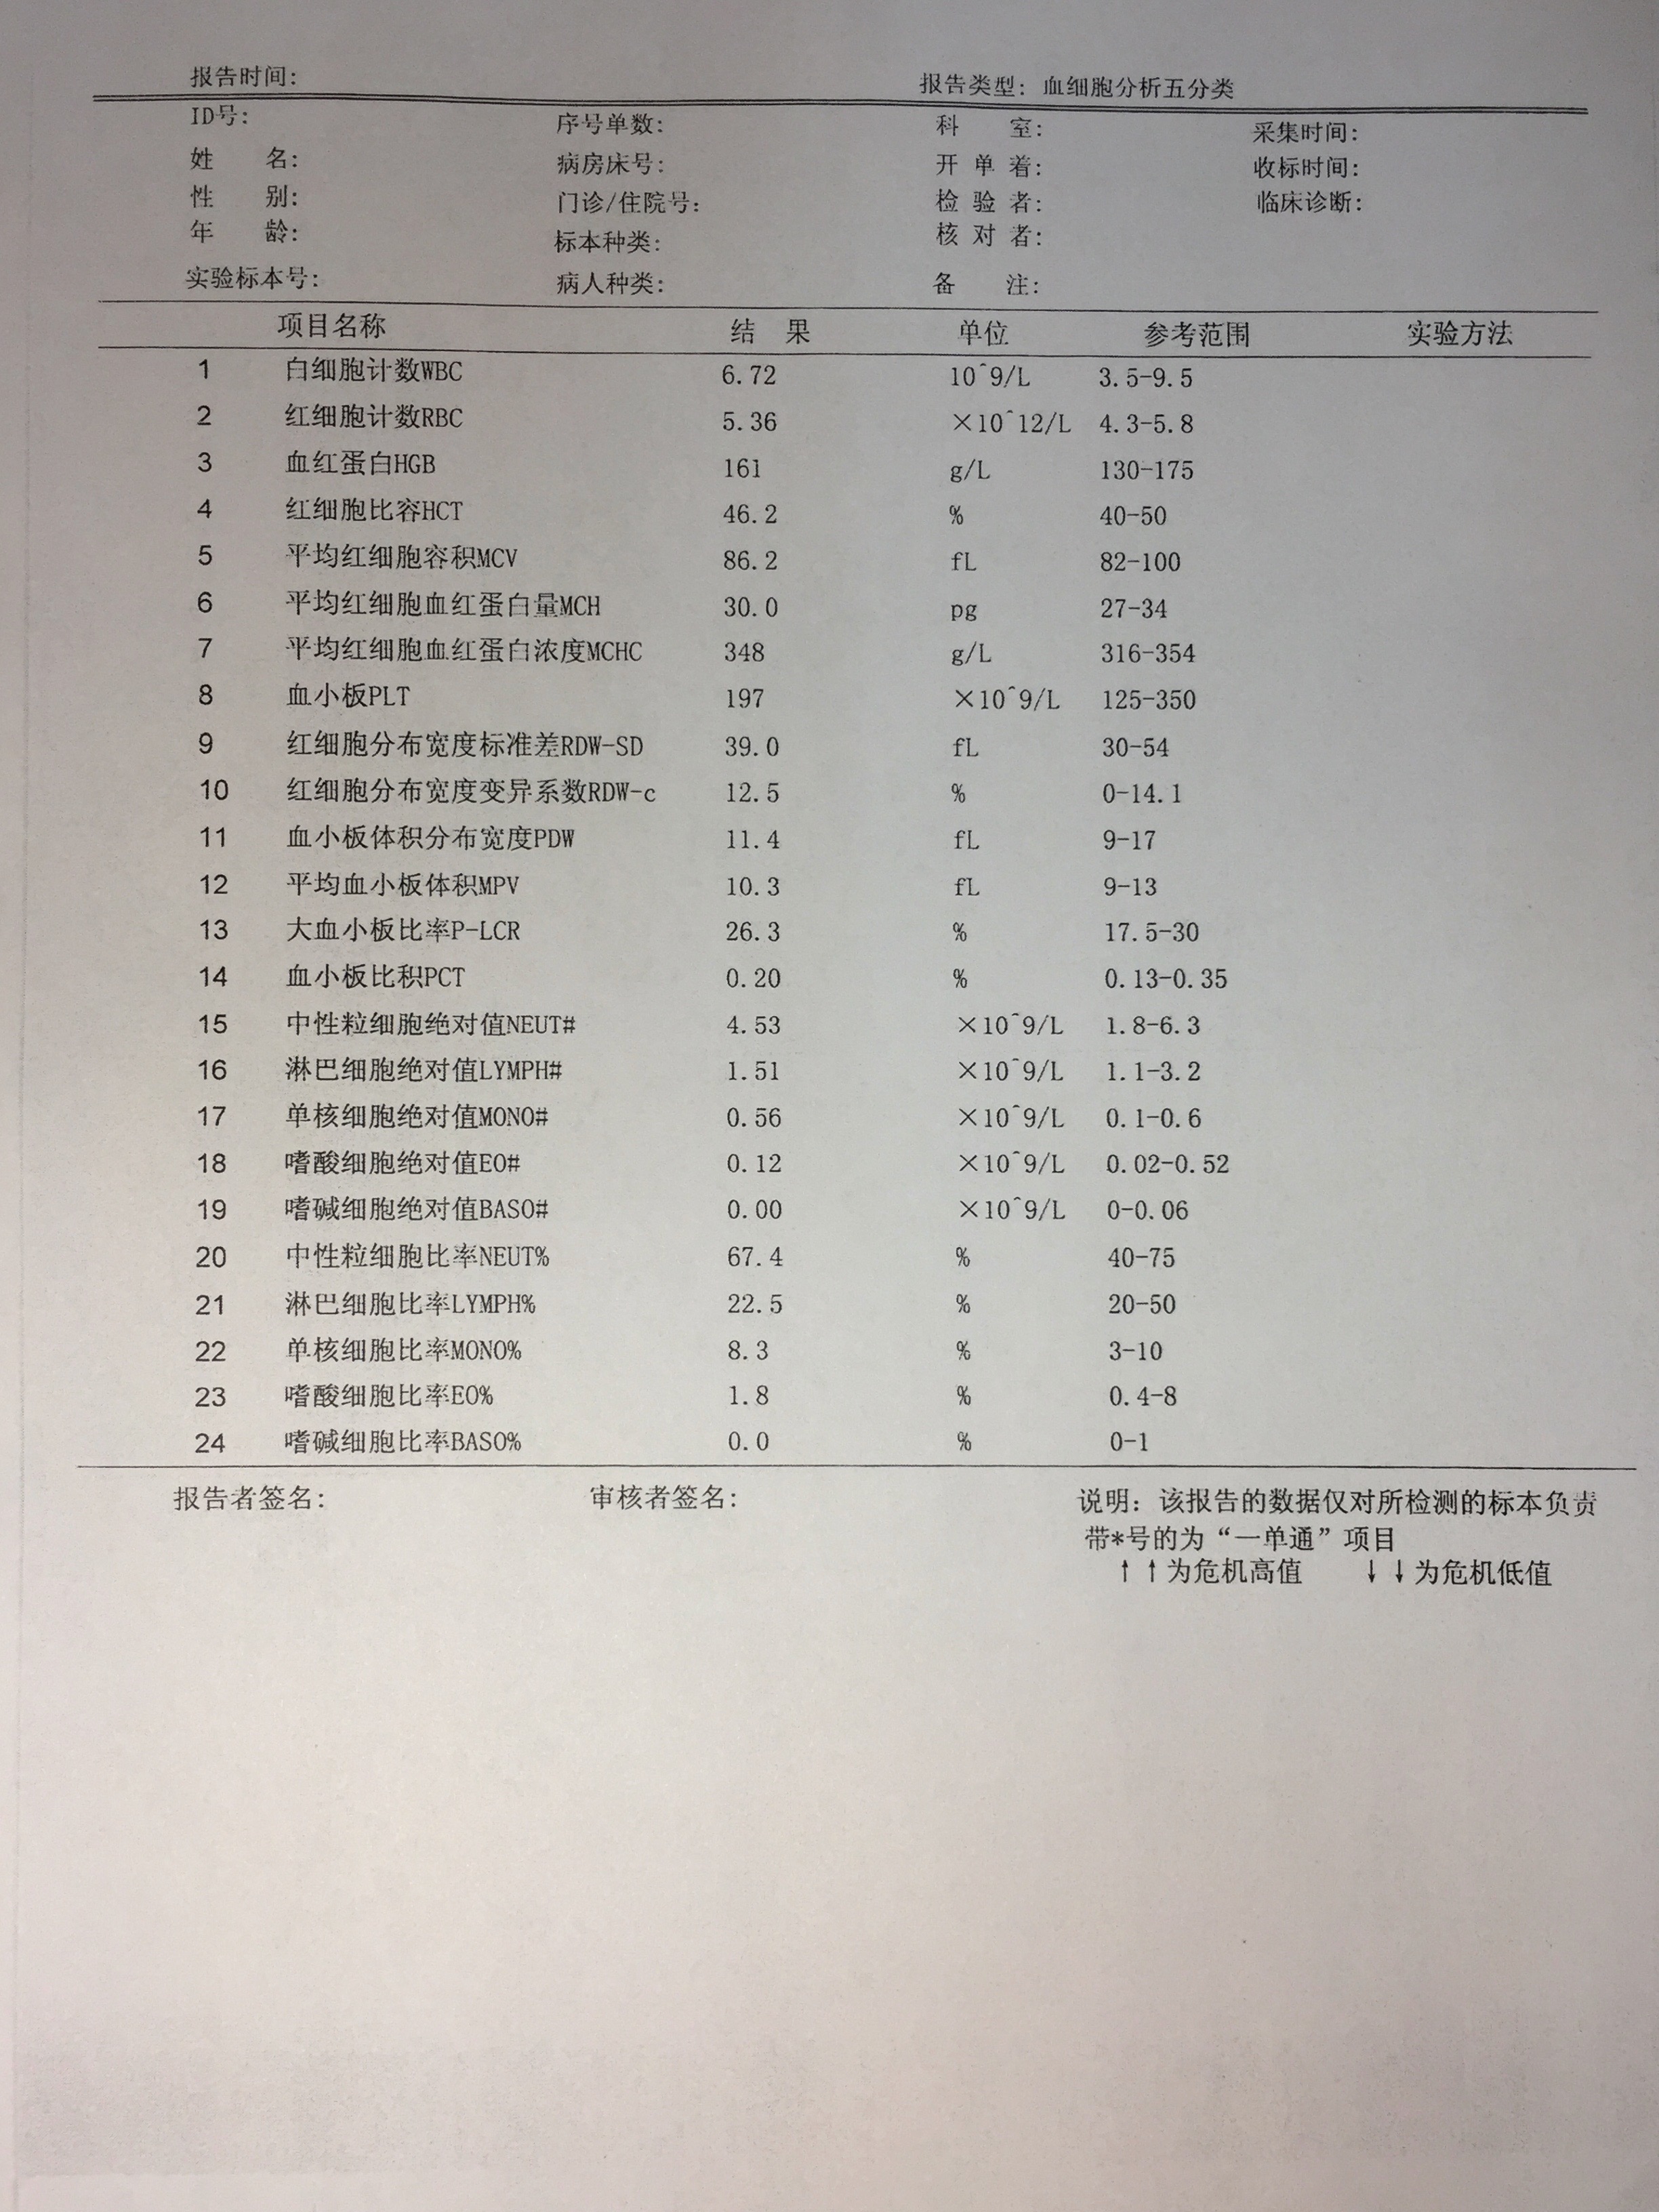 报告时间: 报告类型: 血细胞分析五分类
ID号: 序号单数: 科 室: 采集时间:
姓 名: 病房床号: 开 单 着: 收标时间:
性 别: 门诊/住院号: 检 验 者: 临床诊断:
年 龄: 标本种类: 核 对 者:
实验标本号: 病人种类: 备 注:
项目名称 结 果 单位 参考范围 实验方法
1 白细胞计数WBC 6.72 10^9/L 3.5-9.5
2 红细胞计数RBC 5.36 ×10^12/L 4.3-5.8
3 血红蛋白HGB 161 g/L 130-175
4 红细胞比容HCT 46.2 % 40-50
5 平均红细胞容积MCV 86.2 fL 82-100
6 平均红细胞血红蛋白量MCH 30.0 pg 27-34
7 平均红细胞血红蛋白浓度MCHC 348 g/L 316-354
8 血小板PLT 197 ×10^9/L 125-350
9 红细胞分布宽度标准差RDW-SD 39.0 fL 30-54
10 红细胞分布宽度变异系数RDW-c 12.5 % 0-14.1
11 血小板体积分布宽度PDW 11.4 fL 9-17
12 平均血小板体积MPV 10.3 fL 9-13
13 大血小板比率P-LCR 26.3 % 17.5-30
14 血小板比积PCT 0.20 % 0.13-0.35
15 中性粒细胞绝对值NEUT# 4.53 ×10^9/L 1.8-6.3
16 淋巴细胞绝对值LYMPH# 1.51 ×10^9/L 1.1-3.2
17 单核细胞绝对值MONO# 0.56 ×10^9/L 0.1-0.6
18 嗜酸细胞绝对值EO# 0.12 ×10^9/L 0.02-0.52
19 嗜碱细胞绝对值BASO# 0.00 ×10^9/L 0-0.06
20 中性粒细胞比率NEUT% 67.4 % 40-75
21 淋巴细胞比率LYMPH% 22.5 % 20-50
22 单核细胞比率MONO% 8.3 % 3-10
23 嗜酸细胞比率EO% 1.8 % 0.4-8
24 嗜碱细胞比率BASO% 0.0 % 0-1
报告者签名: 审核者签名: 说明: 该报告的数据仅对所检测的标本负责
带*号的为“一单通”项目
↑↑为危机高值 ↓↓为危机低值